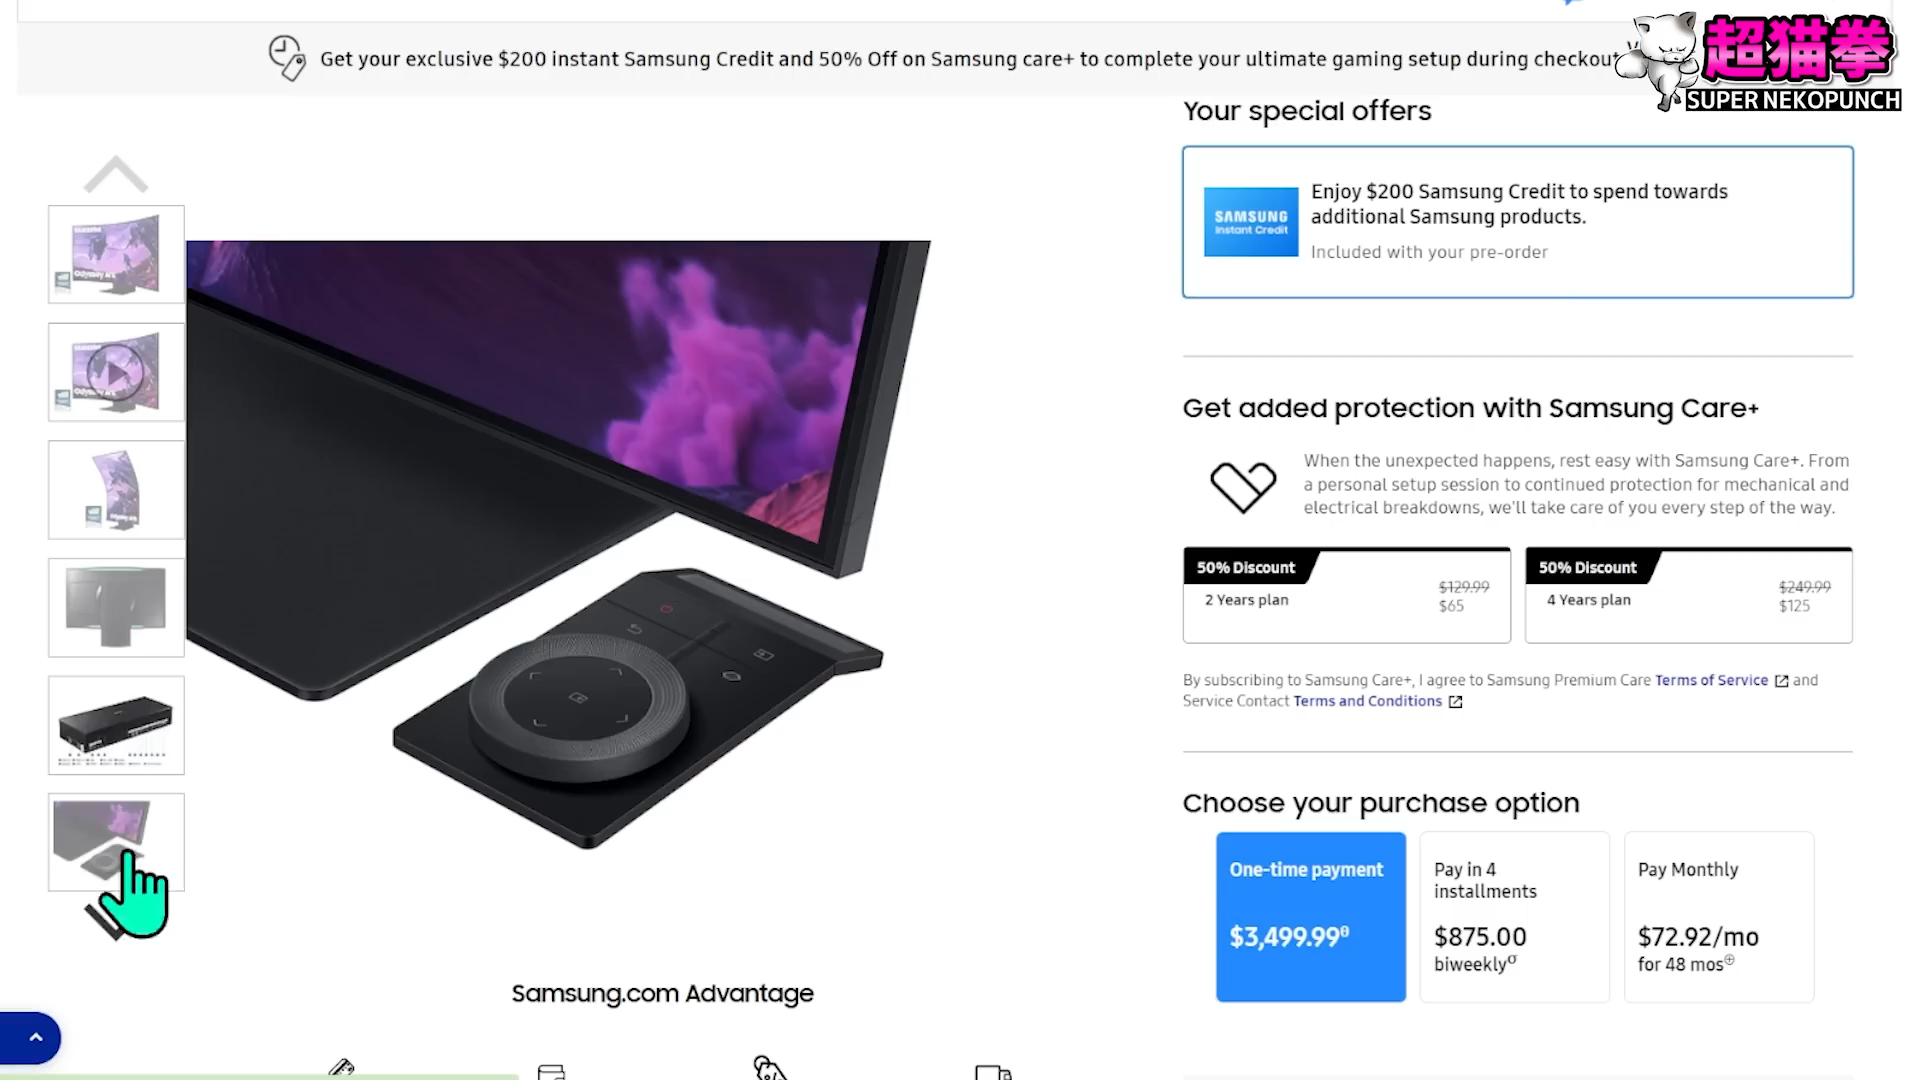 Get your exclusive $200 instant Samsung Credit and 50% Off on Samsung care+ to complete your ultimate gaming setup during checkout
超猫拳
SUPER NEKOPUNCH
Your special offers
SAMSUNG
Instant Credit
Enjoy $200 Samsung Credit to spend towards
additional Samsung products.
Included with your pre-order
Get added protection with Samsung Care+
When the unexpected happens, rest easy with Samsung Care+. From
a personal setup session to continued protection for mechanical and
electrical breakdowns, we'll take care of you every step of the way.
50% Discount
2 Years plan
$129.99
$65
50% Discount
4 Years plan
$249.99
$125
By subscribing to Samsung Care+, I agree to Samsung Premium Care Terms of Service and
Service Contact Terms and Conditions
Choose your purchase option
One-time payment
$3,499.99θ
Pay in 4
installments
$875.00
biweeklyσ
Pay Monthly
$72.92/mo
for 48 mos⊕
Samsung.com Advantage